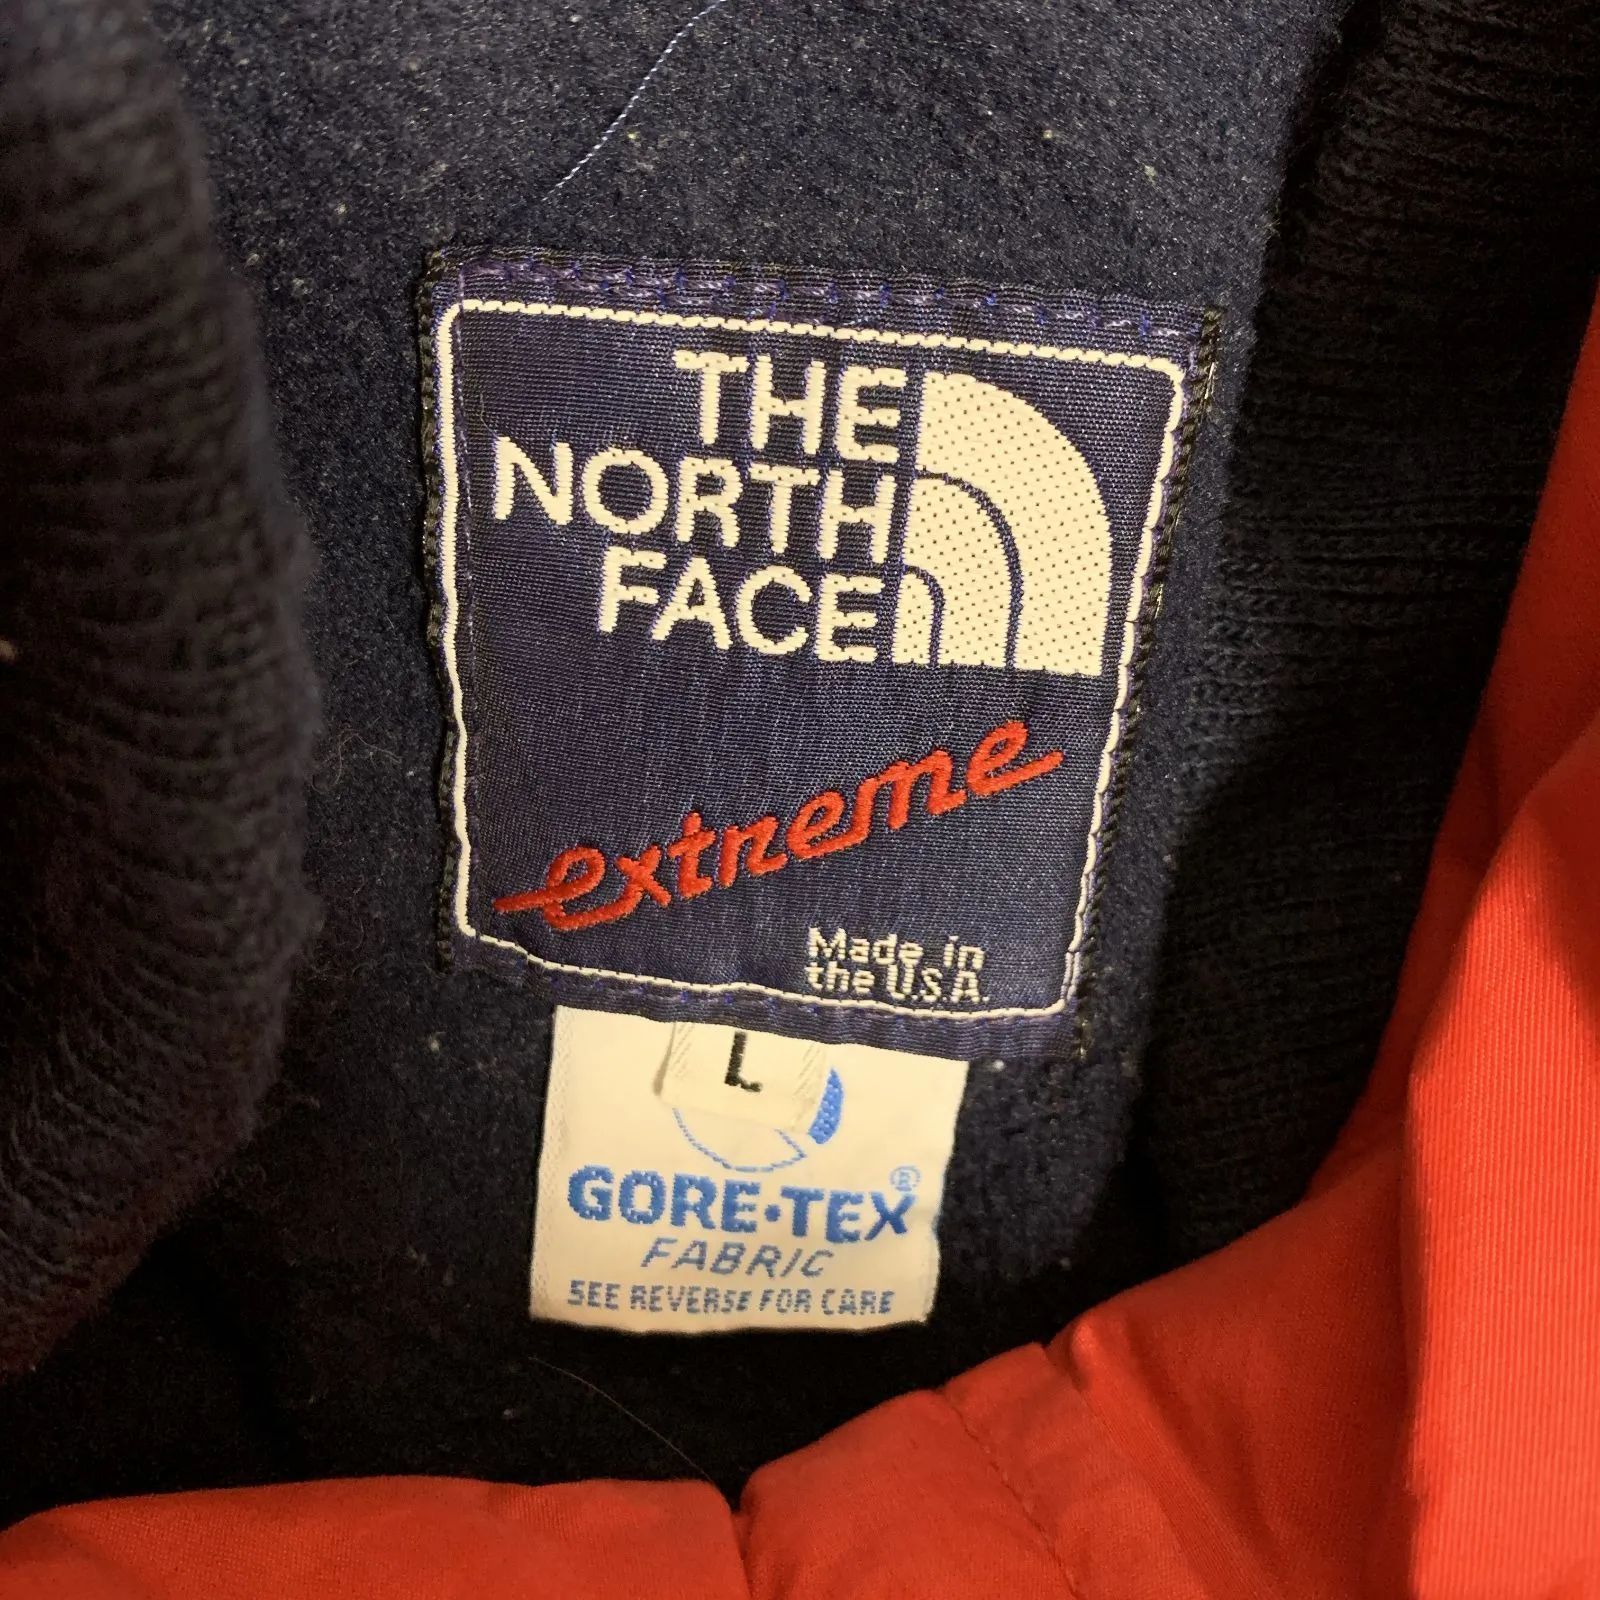 THE
NORTH
FACE
extreme
Made in
the U.S.A.
L
GORE-TEX®
FABRIC
SEE REVERSE FOR CARE